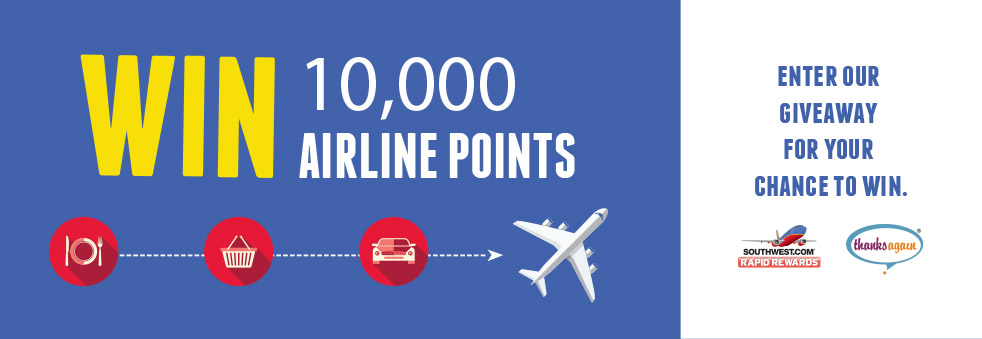 WIN
10,000
AIRLINE POINTS
ENTER OUR
GIVEAWAY
FOR YOUR
CHANCE TO WIN.
SOUTHWEST.COM
RAPID REWARDS
thanksagain